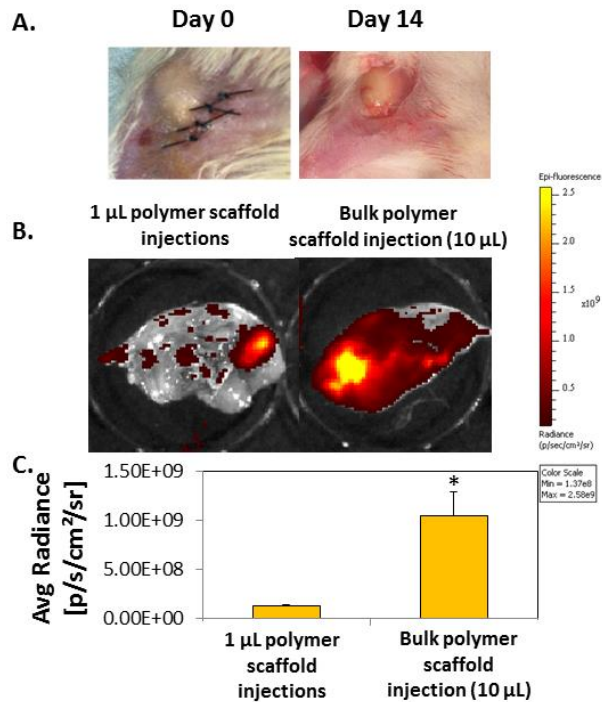 A.
Day 0
Day 14
B.
1 µL polymer scaffold
injections
Bulk polymer
scaffold injection (10 µL)
Epi-fluorescence
2.5
2.0
1.5
x10⁹
1.0
0.5
Radiance
(p/sec/cm²/sr)
Color Scale
Min = 1.37e8
Max = 2.58e9
C.
Avg Radiance
[p/s/cm²/sr]
1.50E+09
1.00E+09
5.00E+08
0.00E+00
*
1 µL polymer
scaffold
injections
Bulk polymer
scaffold
injection (10 µL)